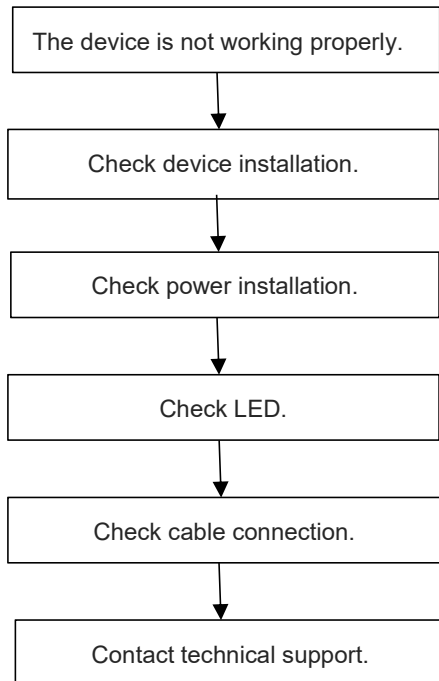 The device is not working properly.
Check device installation.
Check power installation.
Check LED.
Check cable connection.
Contact technical support.